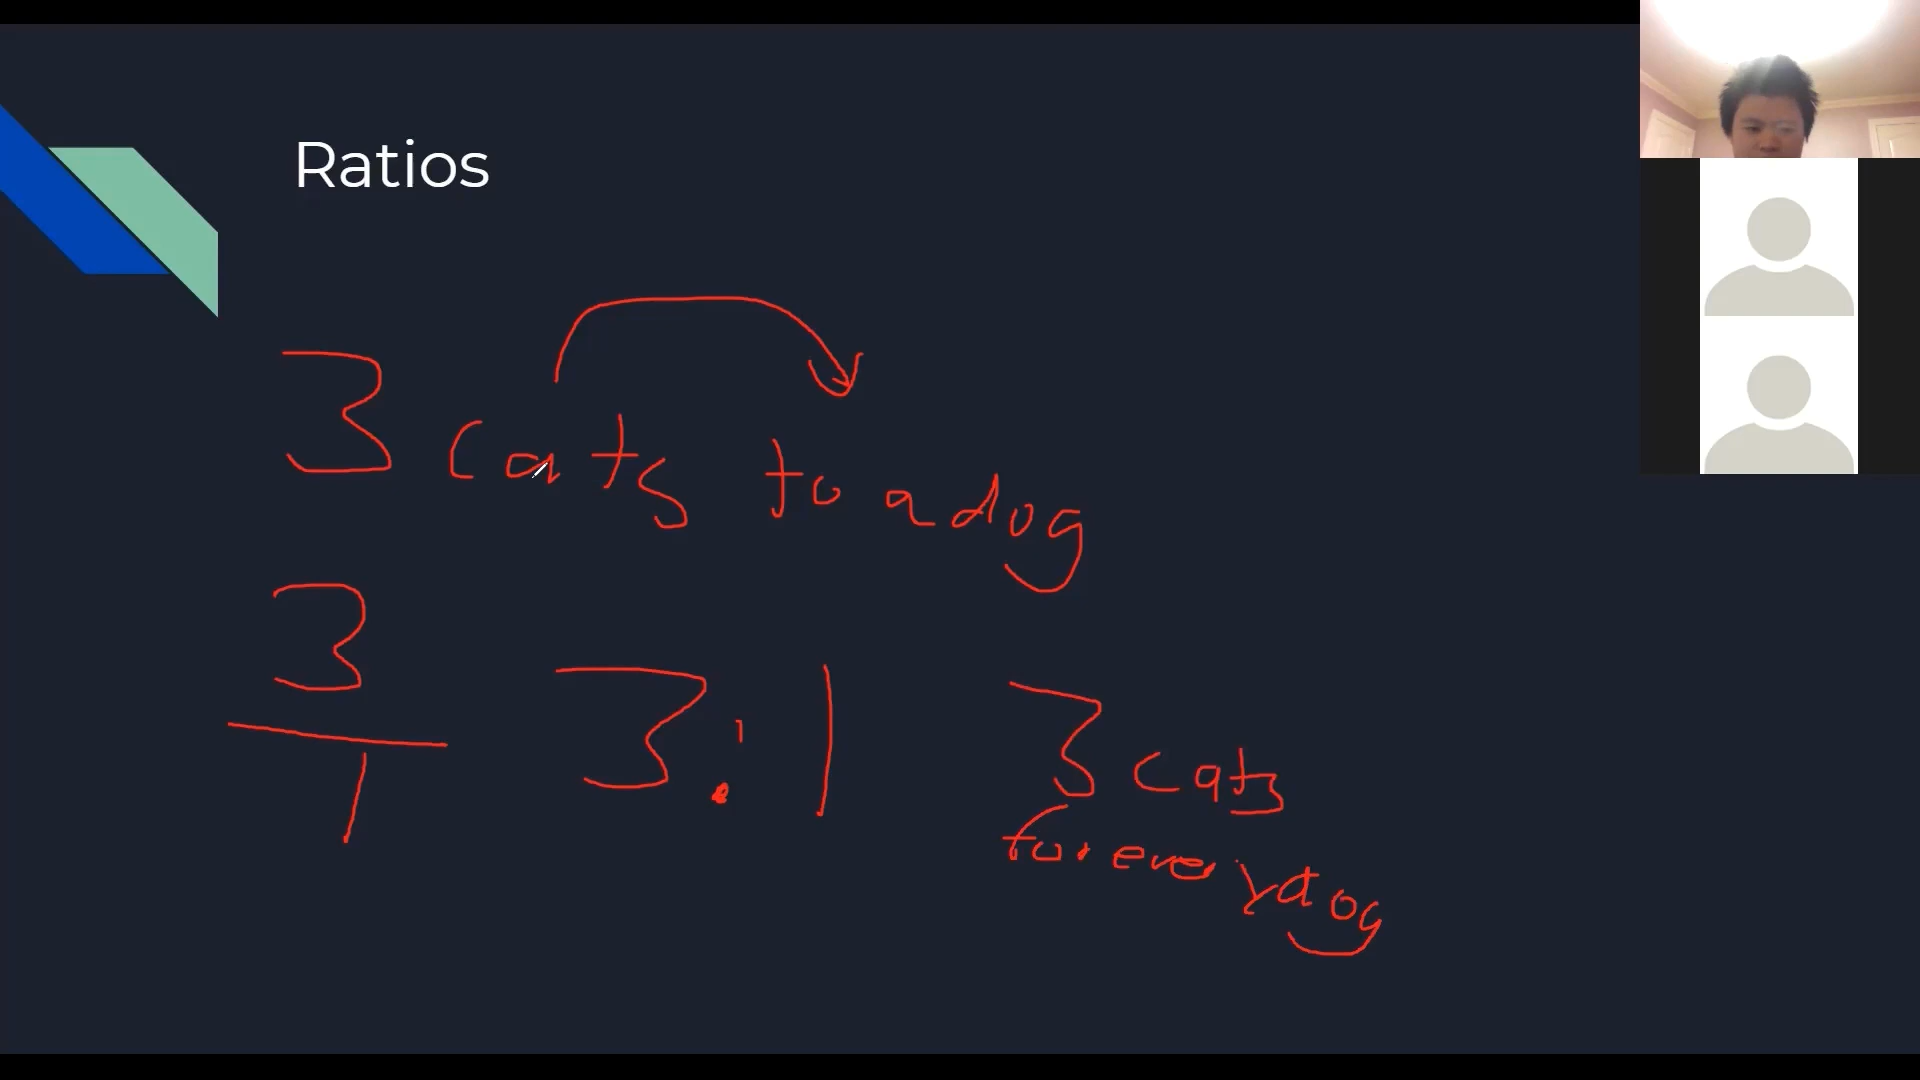 Ratios
3 cats to a dog
3
1
3:1
3 cats
for every dog